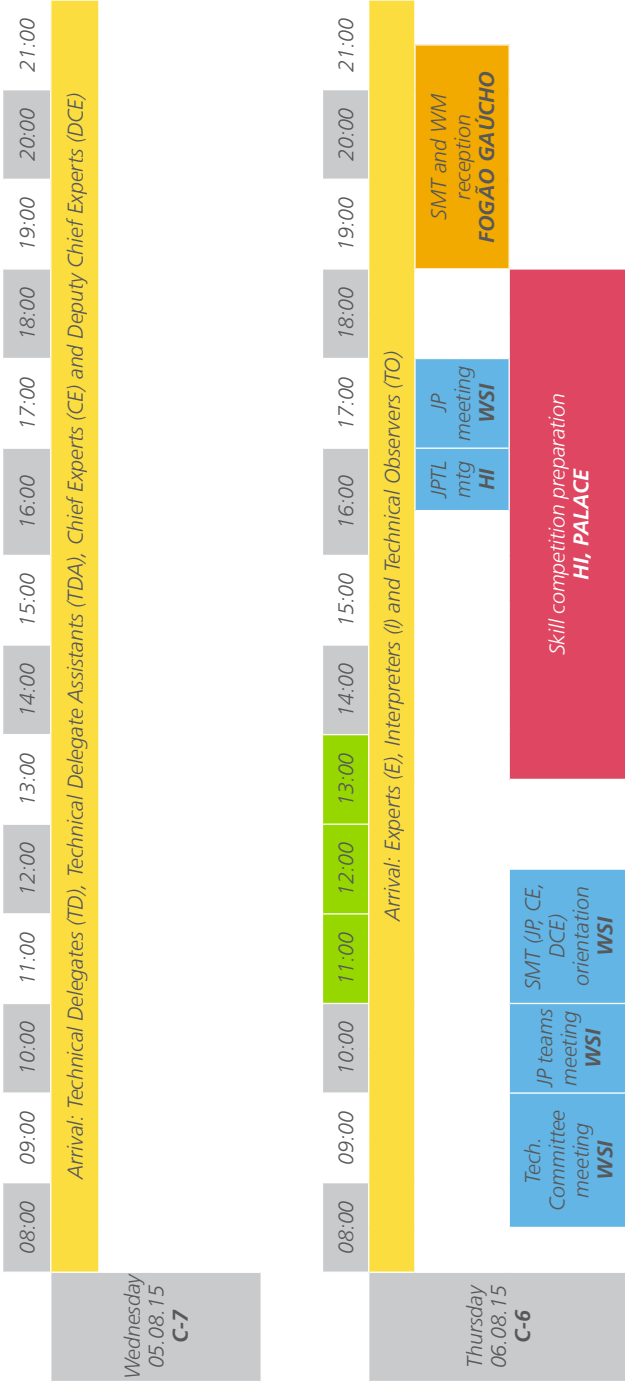 08:00 09:00 10:00 11:00 12:00 13:00 14:00 15:00 16:00 17:00 18:00 19:00 20:00 21:00
Wednesday
05.08.15
C-7
Arrival: Technical Delegates (TD), Technical Delegate Assistants (TDA), Chief Experts (CE) and Deputy Chief Experts (DCE)
08:00 09:00 10:00 11:00 12:00 13:00 14:00 15:00 16:00 17:00 18:00 19:00 20:00 21:00
Thursday
06.08.15
C-6
Arrival: Experts (E), Interpreters (I) and Technical Observers (TO)
JPTL
mtg
HI
JP
meeting
WSI
SMT and WM
reception
FOGÃO GAÚCHO
Tech.
Committee
meeting
WSI
JP teams
meeting
WSI
SMT (JP, CE,
DCE)
orientation
WSI
Skill competition preparation
HI, PALACE